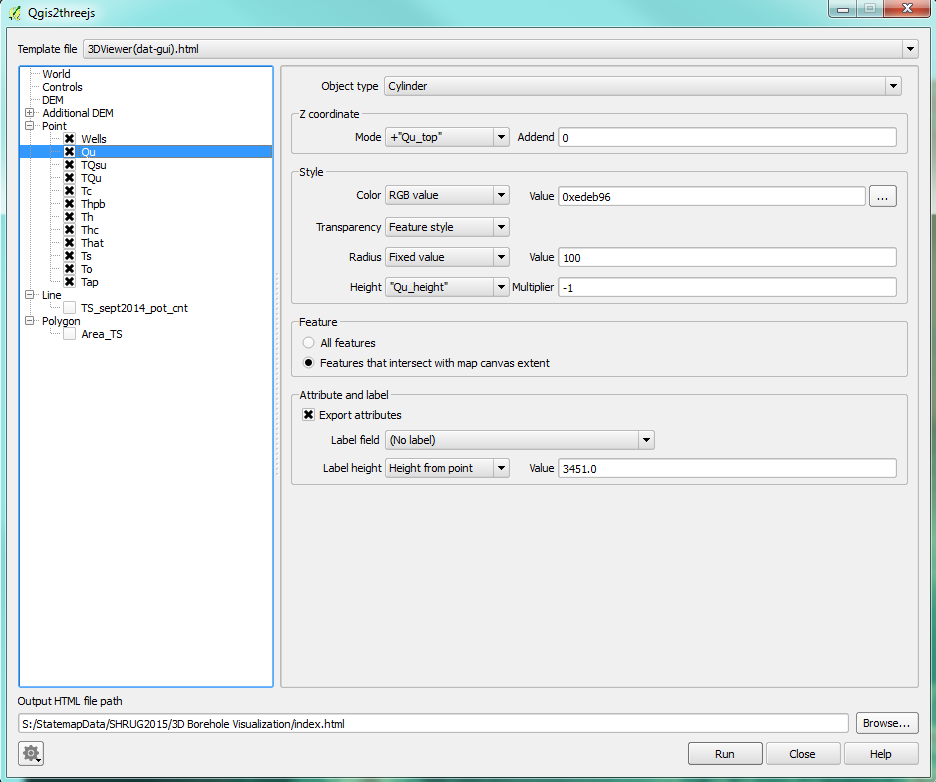 Qgis2threejs
Template file 3DViewer(dat-gui).html
World
Controls
DEM
Additional DEM
Point
Wells
Qu
TQsu
TQu
Tc
Thpb
Th
Thc
That
Ts
To
Tap
Line
TS_sept2014_pot_cnt
Polygon
Area_TS
Object type Cylinder
Z coordinate
Mode +"Qu_top" Addend 0
Style
Color RGB value Value 0xedeb96 ...
Transparency Feature style
Radius Fixed value Value 100
Height "Qu_height" Multiplier -1
Feature
All features
Features that intersect with map canvas extent
Attribute and label
Export attributes
Label field (No label)
Label height Height from point Value 3451.0
Output HTML file path
S:/StatemapData/SHRUG2015/3D Borehole Visualization/index.html Browse...
Run Close Help